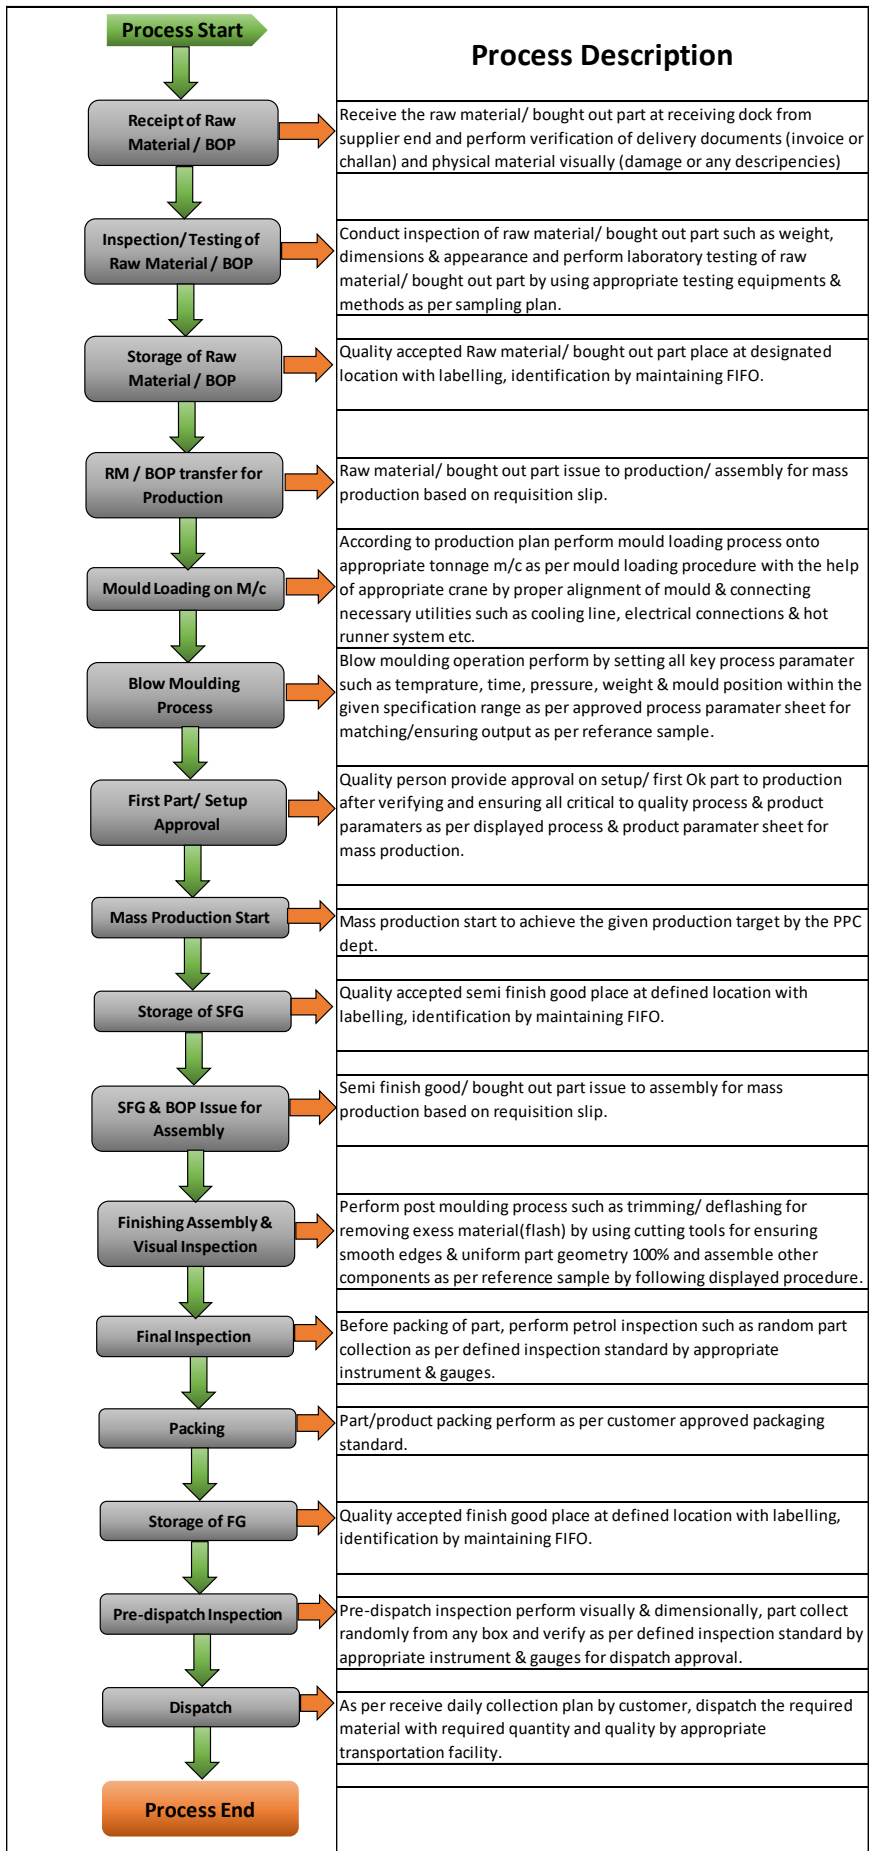 Process Start
Process Description
Receipt of Raw
Material / BOP
Receive the raw material/ bought out part at receiving dock from
supplier end and perform verification of delivery documents (invoice or
challan) and physical material visually (damage or any descripencies)
Inspection/ Testing of
Raw Material / BOP
Conduct inspection of raw material/ bought out part such as weight,
dimensions & appearance and perform laboratory testing of raw
material/ bought out part by using appropriate testing equipments &
methods as per sampling plan.
Storage of Raw
Material / BOP
Quality accepted Raw material/ bought out part place at designated
location with labelling, identification by maintaining FIFO.
RM / BOP transfer for
Production
Raw material/ bought out part issue to production/ assembly for mass
production based on requisition slip.
Mould Loading on M/c
According to production plan perform mould loading process onto
appropriate tonnage m/c as per mould loading procedure with the help
of appropriate crane by proper alignment of mould & connecting
necessary utilities such as cooling line, electrical connections & hot
runner system etc.
Blow Moulding
Process
Blow moulding operation perform by setting all key process paramater
such as temprature, time, pressure, weight & mould position within the
given specification range as per approved process paramater sheet for
matching/ensuring output as per referance sample.
First Part/ Setup
Approval
Quality person provide approval on setup/ first Ok part to production
after verifying and ensuring all critical to quality process & product
paramaters as per displayed process & product paramater sheet for
mass production.
Mass Production Start
Mass production start to achieve the given production target by the PPC
dept.
Storage of SFG
Quality accepted semi finish good place at defined location with
labelling, identification by maintaining FIFO.
SFG & BOP Issue for
Assembly
Semi finish good/ bought out part issue to assembly for mass
production based on requisition slip.
Finishing Assembly &
Visual Inspection
Perform post moulding process such as trimming/ deflashing for
removing exess material(flash) by using cutting tools for ensuring
smooth edges & uniform part geometry 100% and assemble other
components as per reference sample by following displayed procedure.
Final Inspection
Before packing of part, perform petrol inspection such as random part
collection as per defined inspection standard by appropriate
instrument & gauges.
Packing
Part/product packing perform as per customer approved packaging
standard.
Storage of FG
Quality accepted finish good place at defined location with labelling,
identification by maintaining FIFO.
Pre-dispatch Inspection
Pre-dispatch inspection perform visually & dimensionally, part collect
randomly from any box and verify as per defined inspection standard by
appropriate instrument & gauges for dispatch approval.
Dispatch
As per receive daily collection plan by customer, dispatch the required
material with required quantity and quality by appropriate
transportation facility.
Process End